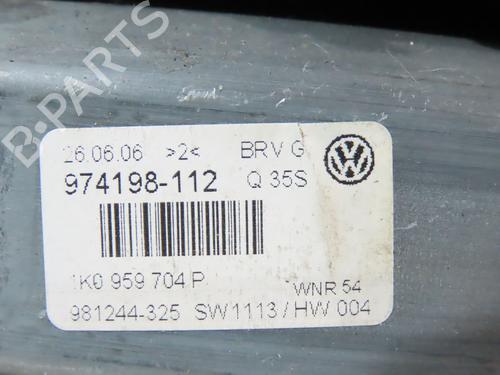 B-PARTS
26.06.06 >2< BRV G
974198-112 Q 35S
1K0 959 704 P WNR 54
981244-325 SW1113 / HW 004